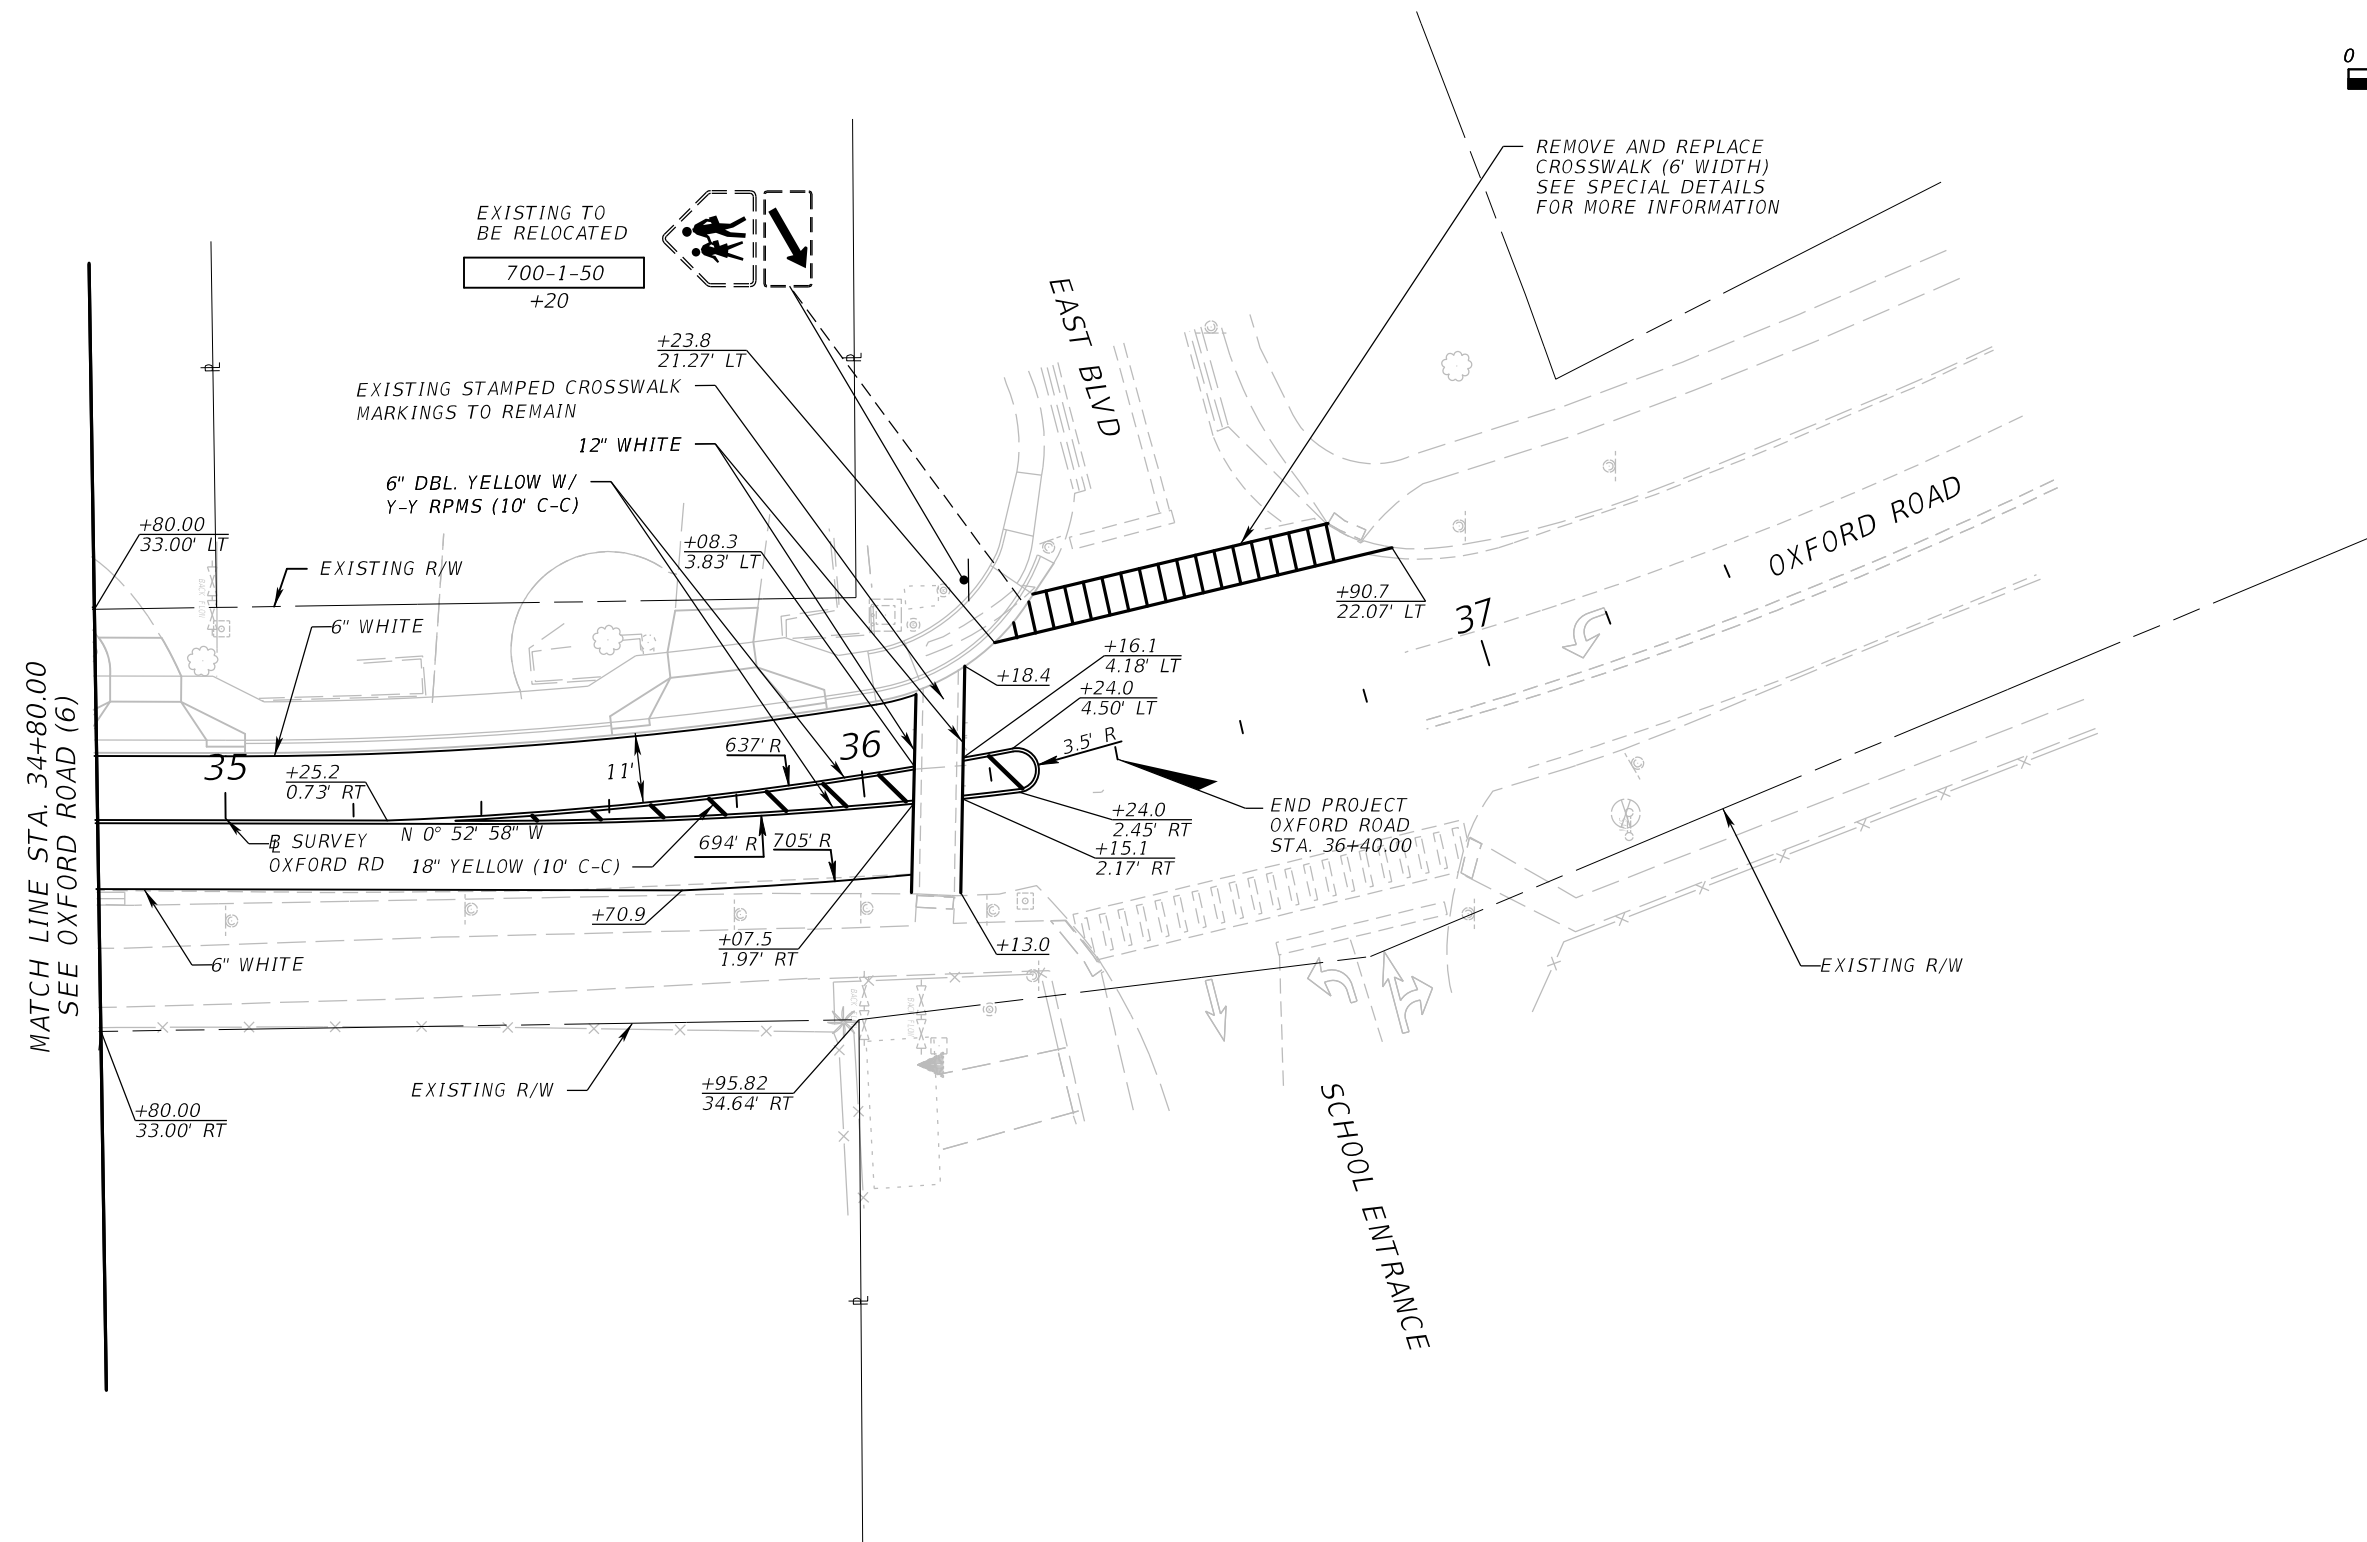 0
REMOVE AND REPLACE
CROSSWALK (6' WIDTH)
SEE SPECIAL DETAILS
FOR MORE INFORMATION
EXISTING TO
BE RELOCATED
700-1-50
+20
EAST BLVD
+23.8
21.27' LT
EXISTING STAMPED CROSSWALK
MARKINGS TO REMAIN
12" WHITE
6" DBL. YELLOW W/
Y-Y RPMS (10' C-C)
+80.00
33.00' LT
+08.3
3.83' LT
EXISTING R/W
6" WHITE
OXFORD ROAD
+90.7
22.07' LT
37
+16.1
4.18' LT
+18.4
+24.0
4.50' LT
3.5' R
MATCH LINE STA. 34+80.00
SEE OXFORD ROAD (6)
35
+25.2
0.73' RT
11'
637' R
36
B SURVEY
OXFORD RD
N 0° 52' 58" W
18" YELLOW (10' C-C)
694' R
705' R
+24.0
2.45' RT
+15.1
2.17' RT
END PROJECT
OXFORD ROAD
STA. 36+40.00
+70.9
+07.5
1.97' RT
+13.0
6" WHITE
EXISTING R/W
EXISTING R/W
+95.82
34.64' RT
+80.00
33.00' RT
SCHOOL ENTRANCE